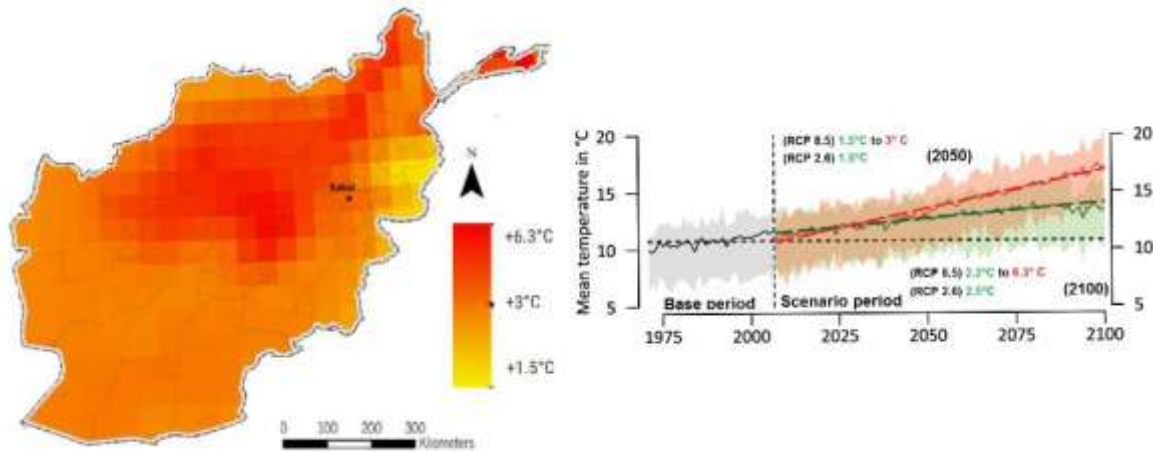 N
Kabul
+6.3°C
+3°C
+1.5°C
0 100 200 300
Kilometers
Mean temperature in °C
20
15
10
5
(RCP 8.5) 1.5°C to 3° C
(RCP 2.6) 1.5°C
(2050)
(RCP 8.5) 2.2°C to 6.3° C
(RCP 2.6) 2.5°C
(2100)
Base period
Scenario period
20
15
10
5
1975 2000 2025 2050 2075 2100